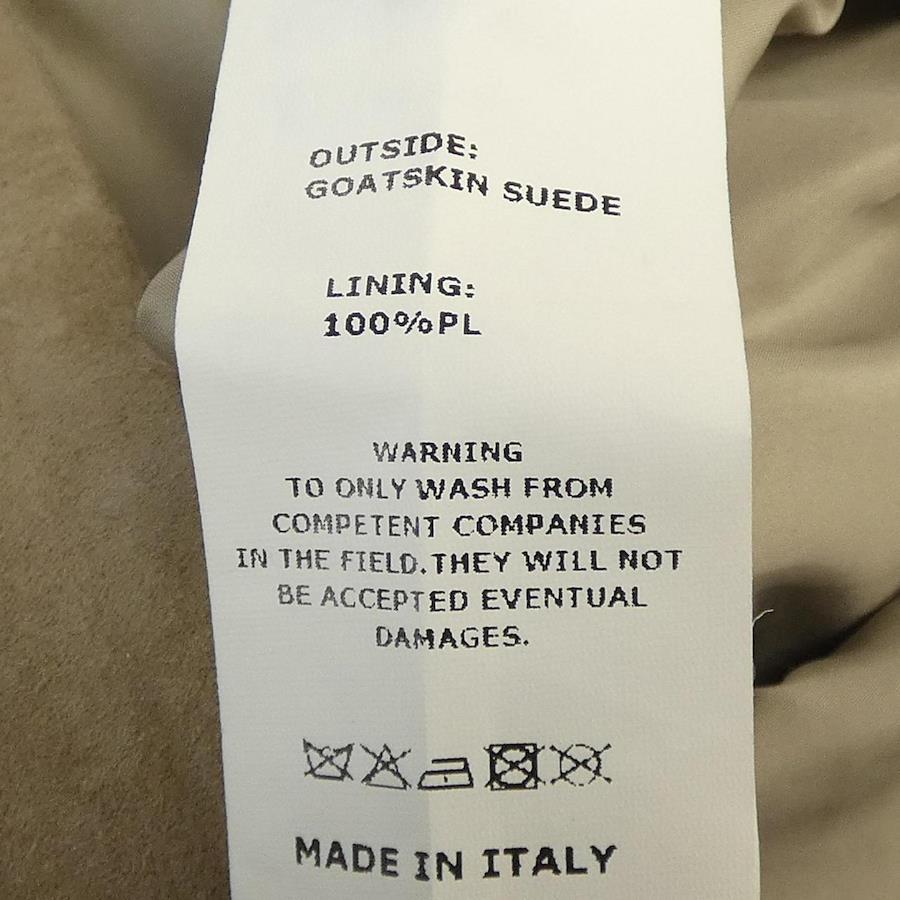 OUTSIDE:
GOATSKIN SUEDE
LINING:
100%PL
WARNING
TO ONLY WASH FROM
COMPETENT COMPANIES
IN THE FIELD.THEY WILL NOT
BE ACCEPTED EVENTUAL
DAMAGES.
MADE IN ITALY